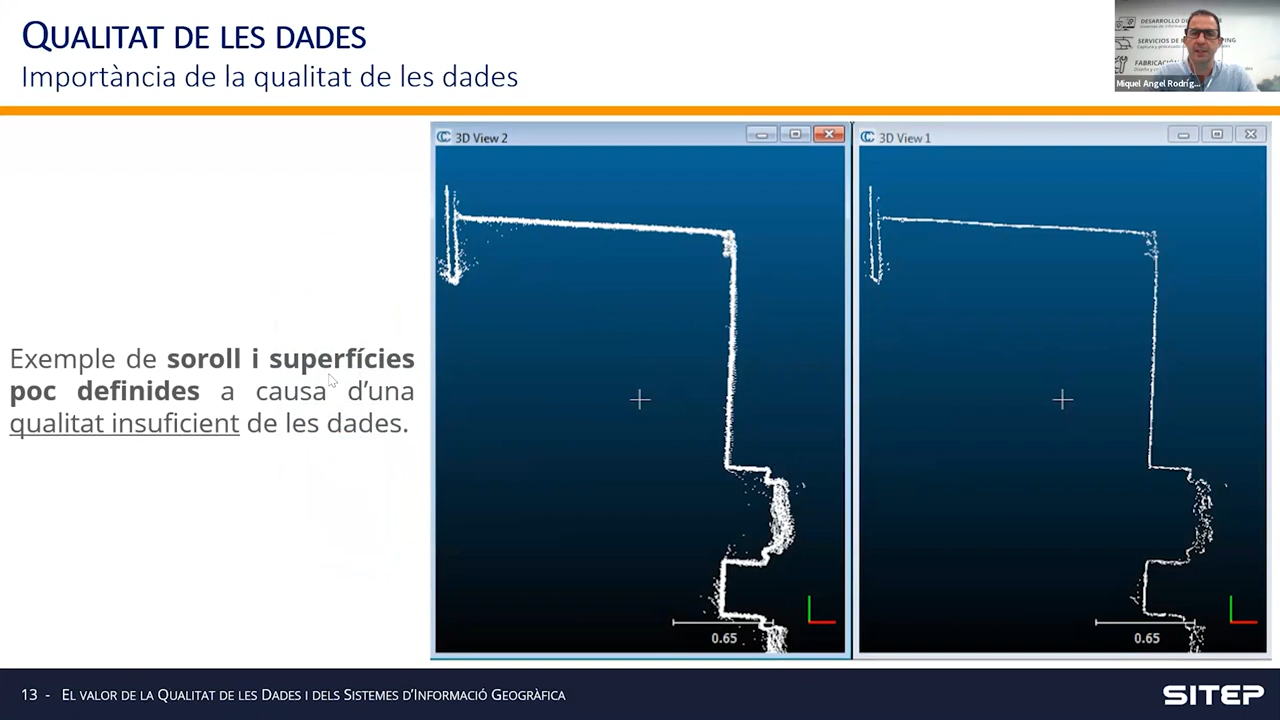 QUALITAT DE LES DADES
Importància de la qualitat de les dades
DESARROLLO DE
SERVICIOS DE
FABRICACIÓN
Miquel Angel Rodríg...
3D View 2
3D View 1
Exemple de soroll i superfícies
poc definides a causa d’una
qualitat insuficient de les dades.
0.65
0.65
13 - EL VALOR DE LA QUALITAT DE LES DADES I DELS SISTEMES D’INFORMACIÓ GEOGRÀFICA
SITEP